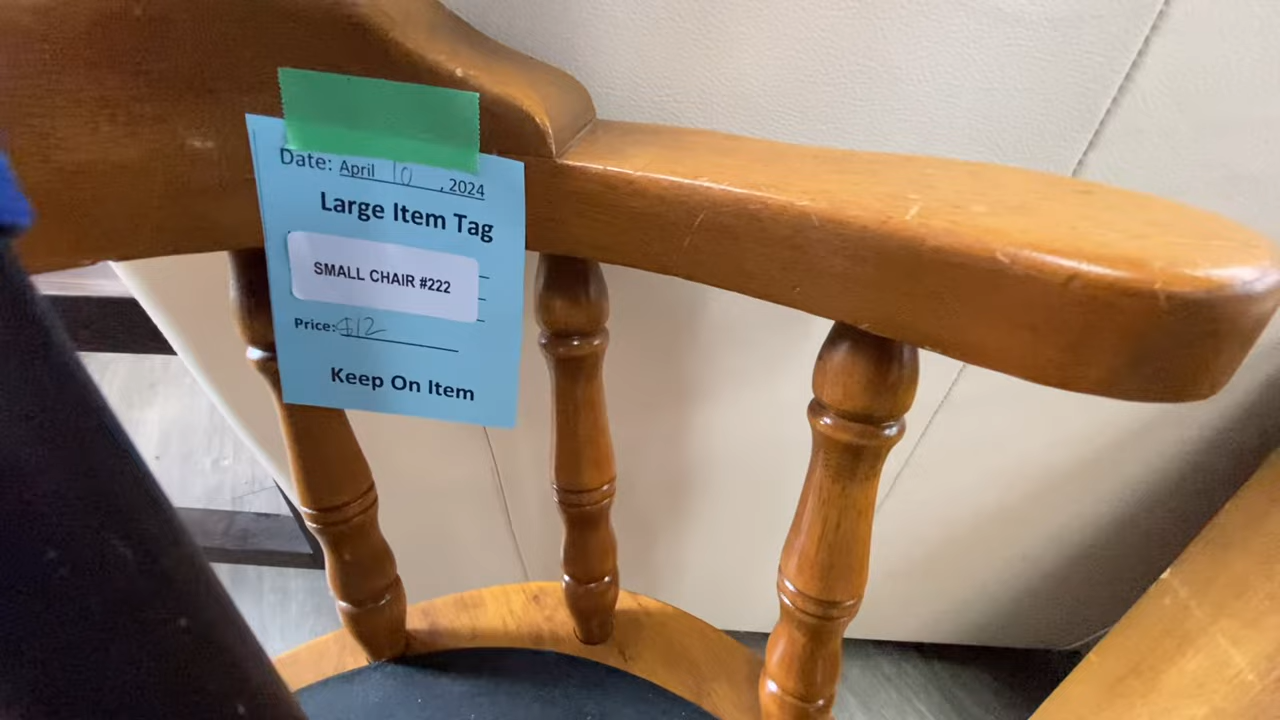 Date: April 10, 2024
Large Item Tag
SMALL CHAIR #222
Price: $12
Keep On Item